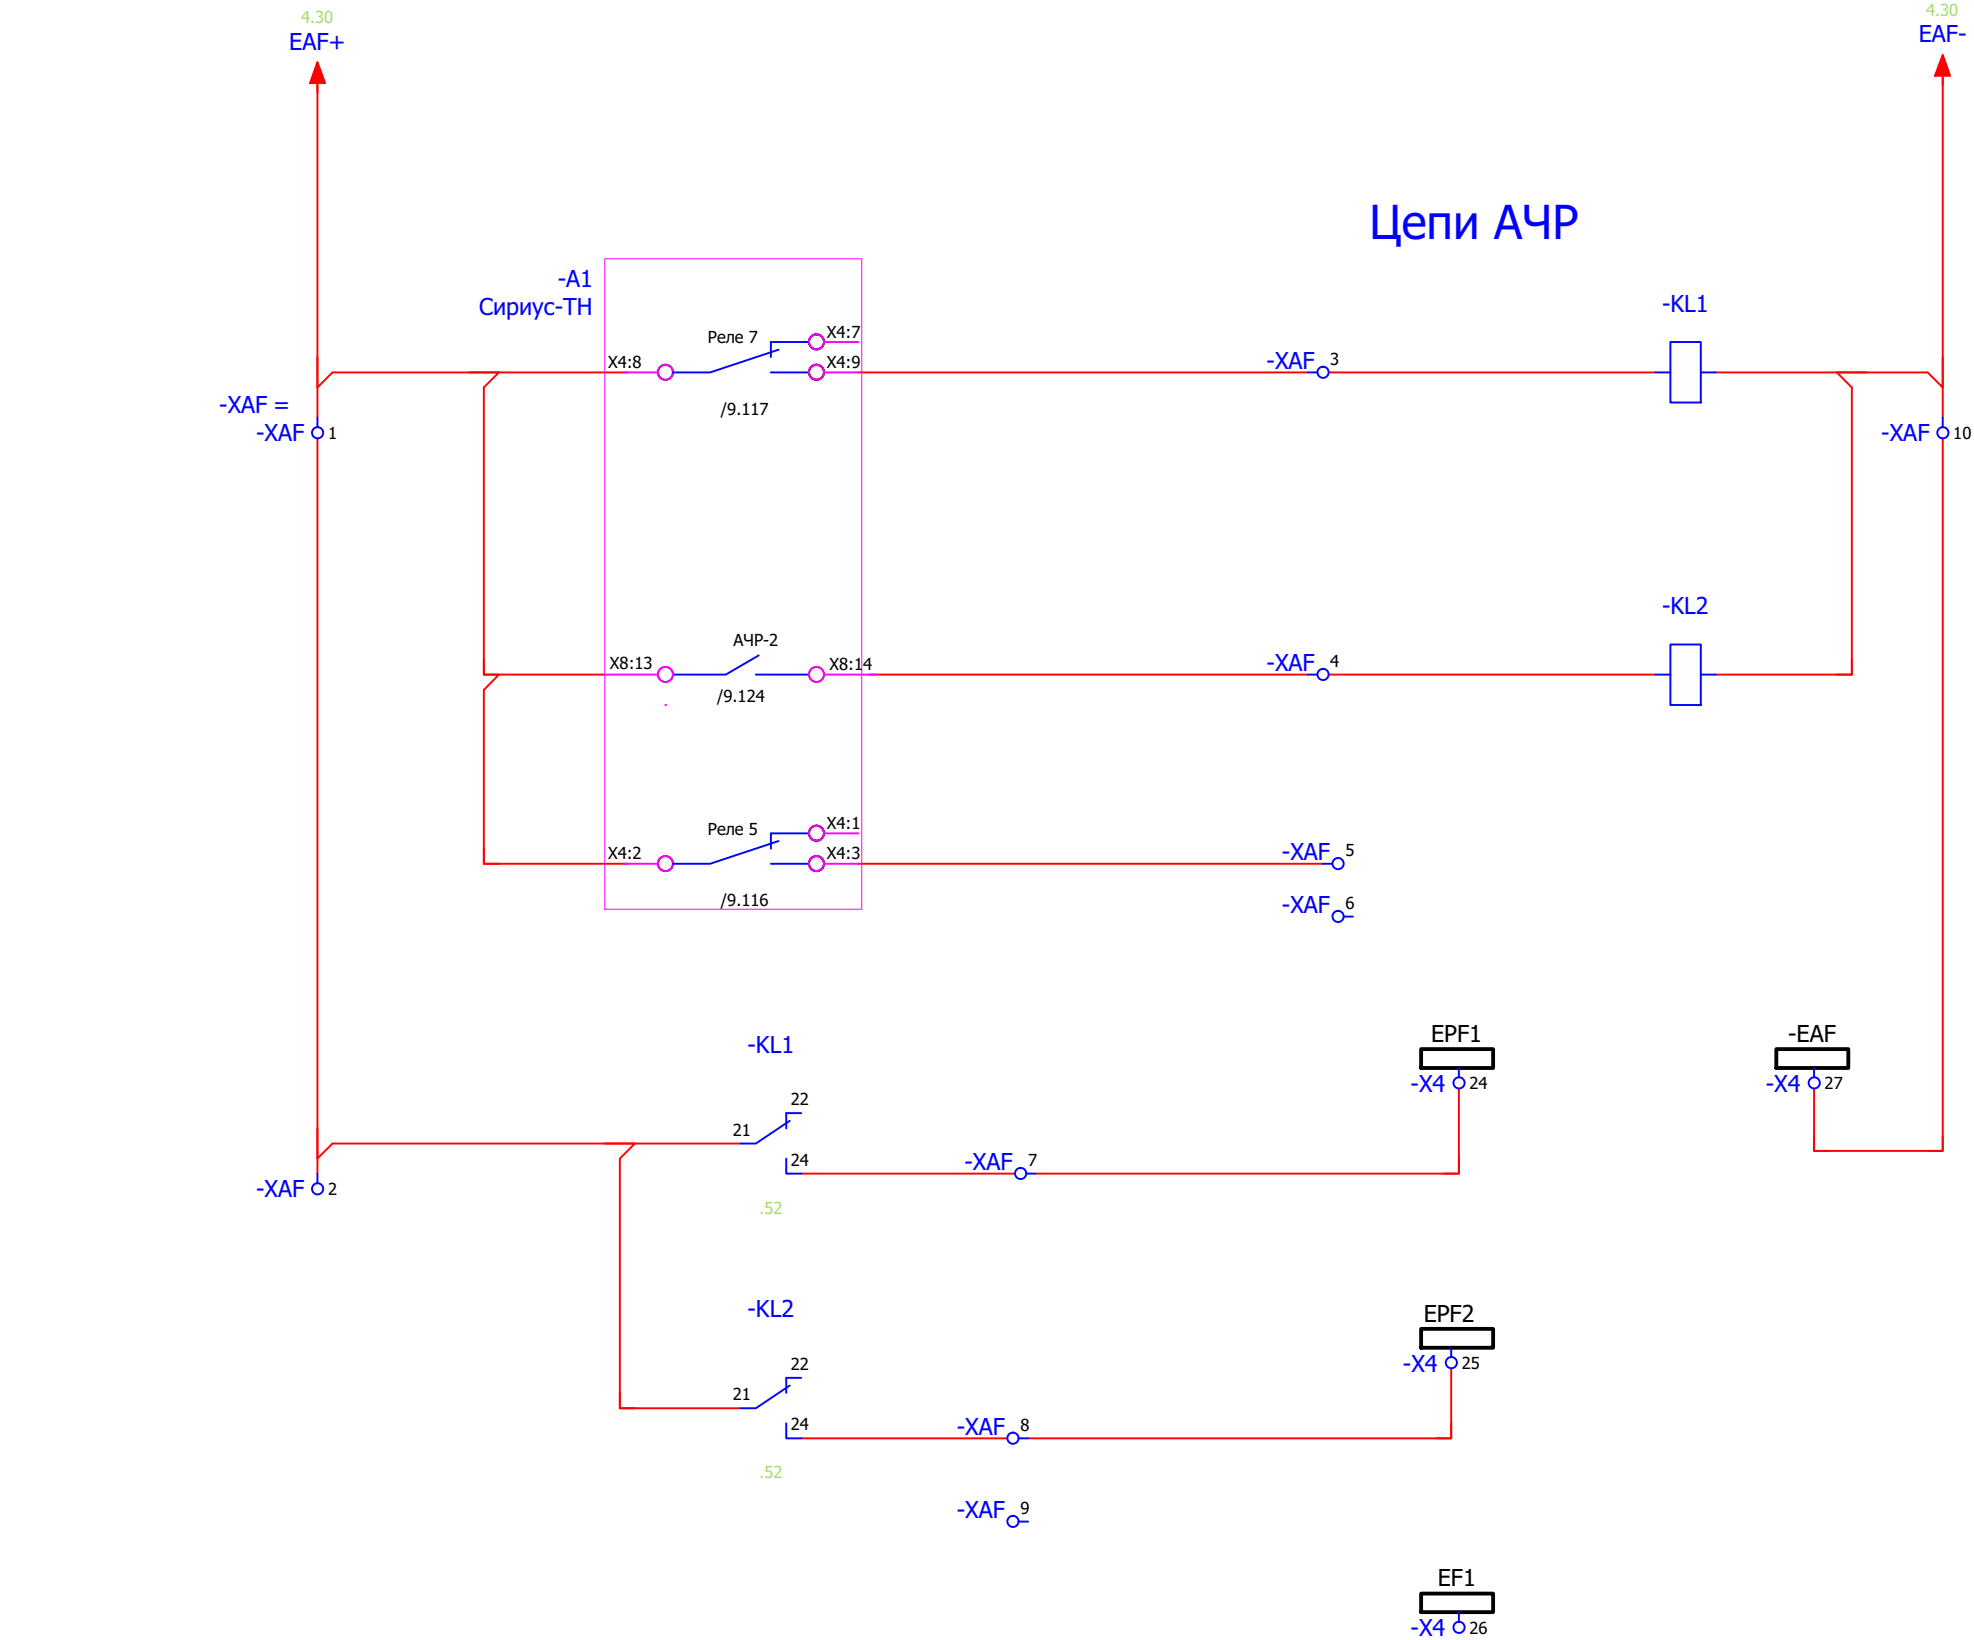 4.30
EAF+
4.30
EAF-
Цепи АЧР
-A1
Сириус-ТН
-KL1
Реле 7
X4:7
X4:8
X4:9
-XAF 3
/9.117
-XAF =
-XAF 1
-XAF 10
-KL2
АЧР-2
X8:13
X8:14
-XAF 4
/9.124
Реле 5
X4:1
X4:2
X4:3
-XAF 5
/9.116
-XAF 6
-KL1
EPF1
-EAF
-X4 24
-X4 27
22
21
24
-XAF 7
-XAF 2
.52
-KL2
EPF2
-X4 25
22
21
24
-XAF 8
.52
-XAF 9
EF1
-X4 26